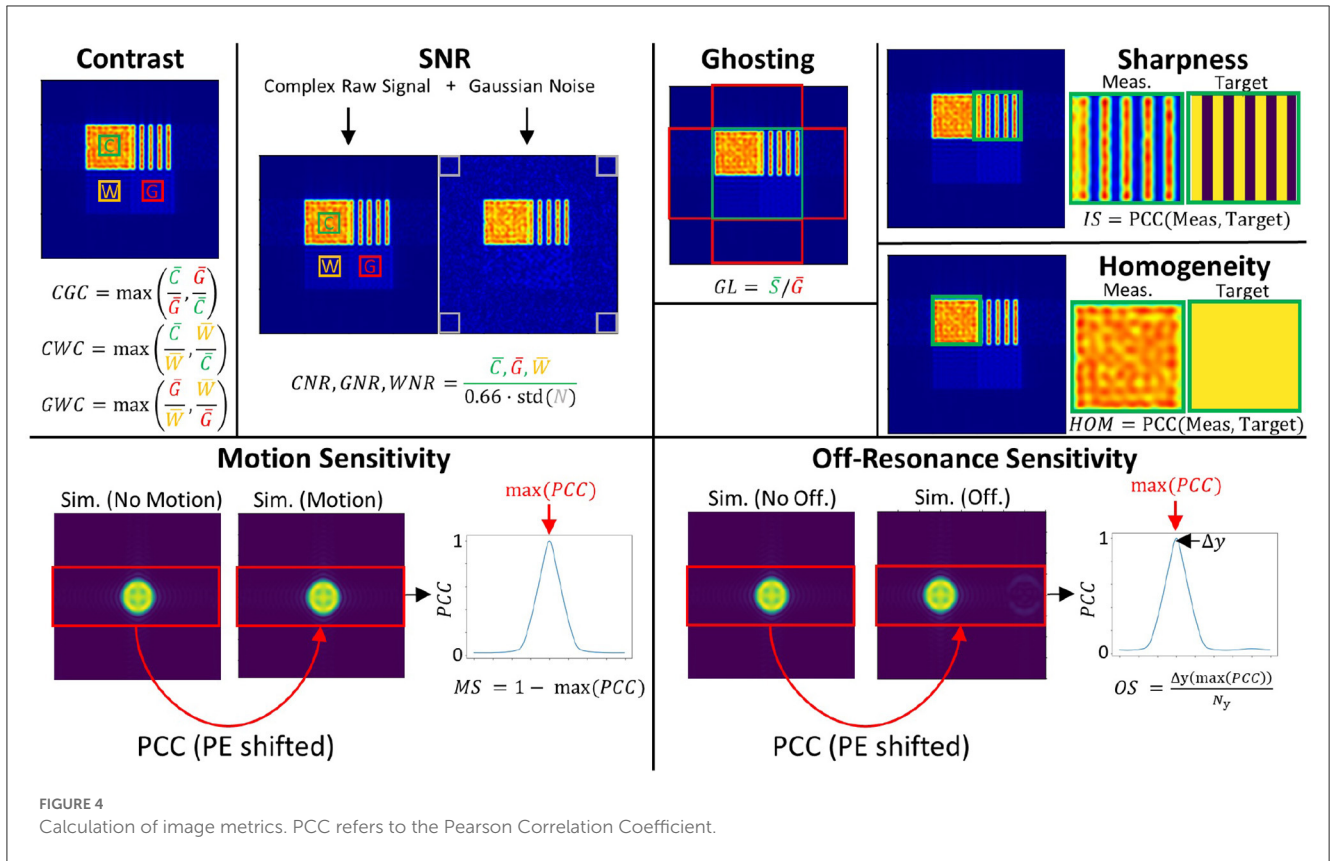 Contrast
C
W
G
CGC = max(C̄/Ḡ, Ḡ/C̄)
CWC = max(C̄/W̄, W̄/C̄)
GWC = max(Ḡ/W̄, W̄/Ḡ)
SNR
Complex Raw Signal + Gaussian Noise
C
W
G
CNR, GNR, WNR = C̄, Ḡ, W̄ / 0.66 · std(N)
Ghosting
GL = S̄/Ḡ
Sharpness
Meas. Target
IS = PCC(Meas, Target)
Homogeneity
Meas. Target
HOM = PCC(Meas, Target)
Motion Sensitivity
Sim. (No Motion) Sim. (Motion)
max(PCC)
1
PCC
0
MS = 1 − max(PCC)
PCC (PE shifted)
Off-Resonance Sensitivity
Sim. (No Off.) Sim. (Off.)
max(PCC)
1
Δy
PCC
0
OS = Δy(max(PCC)) / Ny
PCC (PE shifted)
FIGURE 4
Calculation of image metrics. PCC refers to the Pearson Correlation Coefficient.